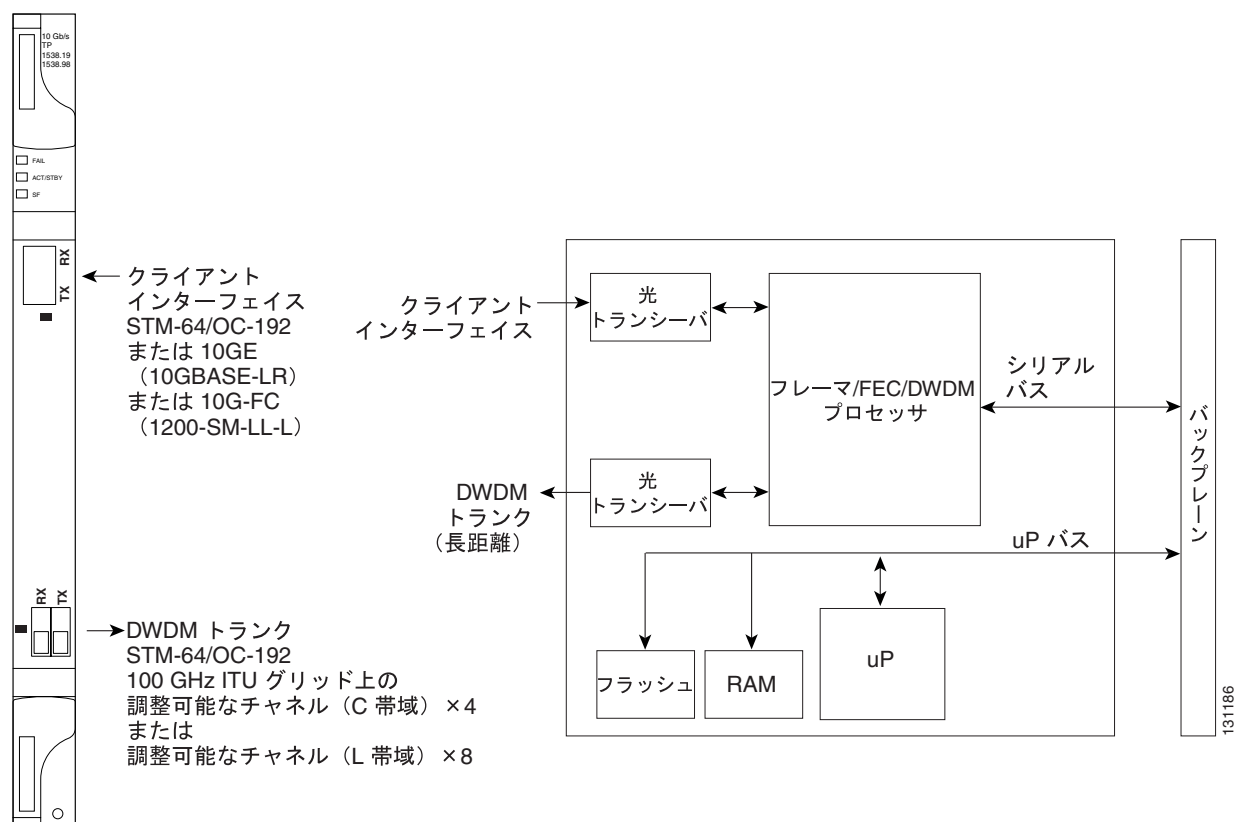 10 Gb/s
TP
1538.19
1538.98
FAIL
ACT/STBY
SF
RX
TX
クライアント
インターフェイス
STM-64/OC-192
または 10GE
（10GBASE-LR）
または 10G-FC
（1200-SM-LL-L）
RX
TX
DWDM トランク
STM-64/OC-192
100 GHz ITU グリッド上の
調整可能なチャネル（C 帯域）×4
または
調整可能なチャネル（L 帯域）×8
クライアント
インターフェイス
光
トランシーバ
フレーマ/FEC/DWDM
プロセッサ
シリアル
バス
DWDM
トランク
（長距離）
光
トランシーバ
uP バス
フラッシュ
RAM
uP
バックプレーン
131186